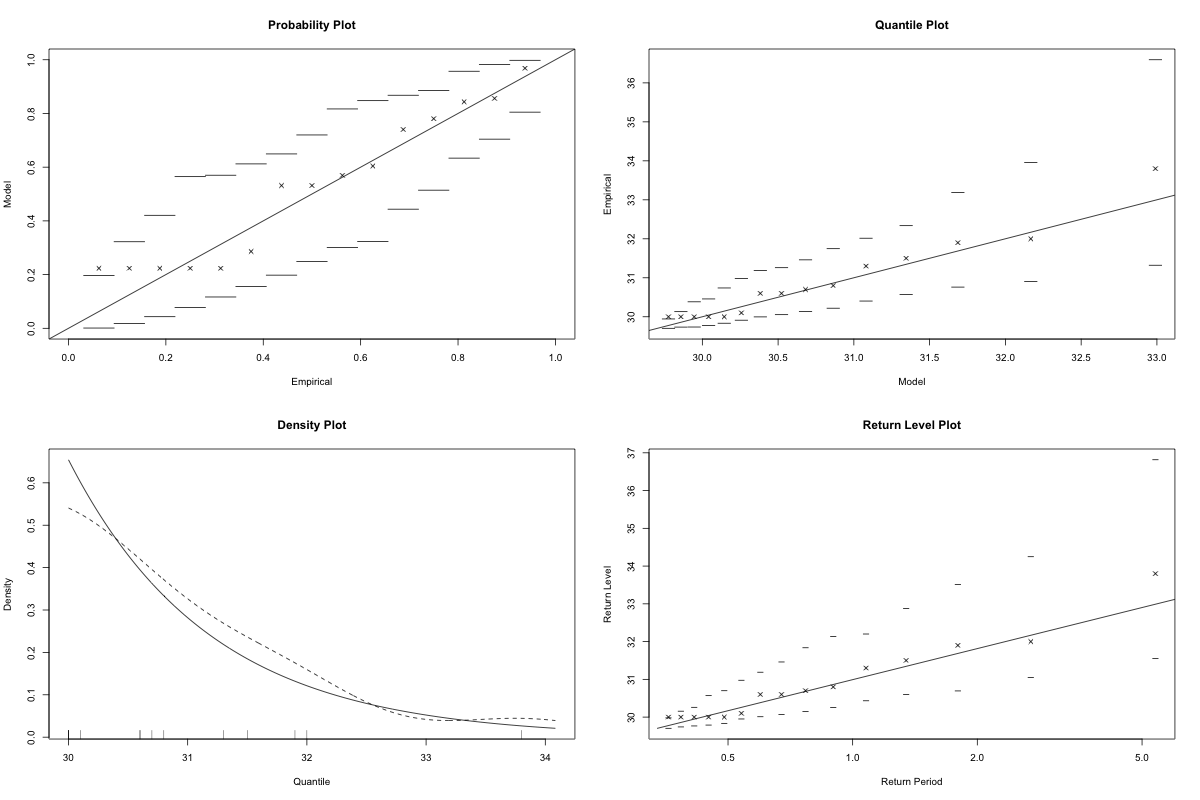 Probability Plot
Model
1.0
0.8
0.6
0.4
0.2
0.0
0.0 0.2 0.4 0.6 0.8 1.0
Empirical
Quantile Plot
Empirical
36
35
34
33
32
31
30
30.0 30.5 31.0 31.5 32.0 32.5 33.0
Model
Density Plot
Density
0.6
0.5
0.4
0.3
0.2
0.1
0.0
30 31 32 33 34
Quantile
Return Level Plot
Return Level
37
36
35
34
33
32
31
30
0.5 1.0 2.0 5.0
Return Period